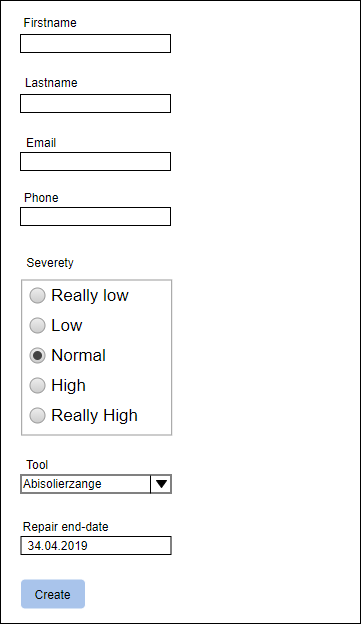 Firstname
Lastname
Email
Phone
Severety
Really low
Low
Normal
High
Really High
Tool
Abisolierzange
Repair end-date
34.04.2019
Create